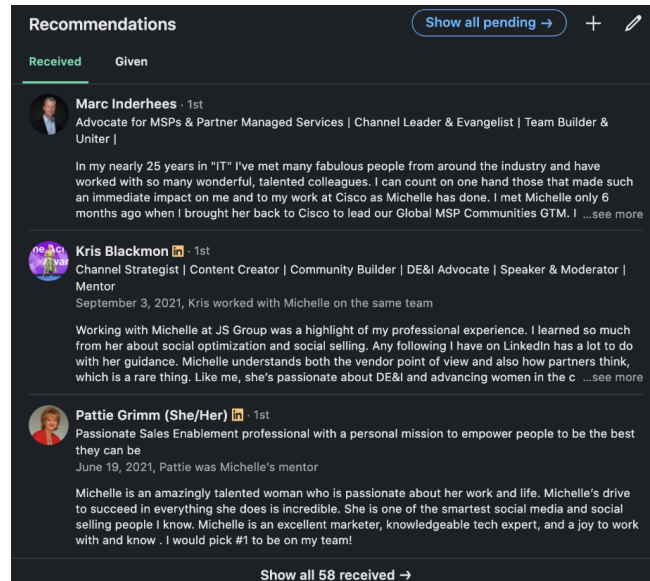 Recommendations
Show all pending →
Received
Given
Marc Inderhees · 1st
Advocate for MSPs & Partner Managed Services | Channel Leader & Evangelist | Team Builder &
Uniter |
In my nearly 25 years in "IT" I've met many fabulous people from around the industry and have
worked with so many wonderful, talented colleagues. I can count on one hand those that made such
an immediate impact on me and to my work at Cisco as Michelle has done. I met Michelle only 6
months ago when I brought her back to Cisco to lead our Global MSP Communities GTM. I ...see more
Kris Blackmon in · 1st
Channel Strategist | Content Creator | Community Builder | DE&I Advocate | Speaker & Moderator |
Mentor
September 3, 2021, Kris worked with Michelle on the same team
Working with Michelle at JS Group was a highlight of my professional experience. I learned so much
from her about social optimization and social selling. Any following I have on LinkedIn has a lot to do
with her guidance. Michelle understands both the vendor point of view and also how partners think,
which is a rare thing. Like me, she's passionate about DE&I and advancing women in the c ...see more
Pattie Grimm (She/Her) in · 1st
Passionate Sales Enablement professional with a personal mission to empower people to be the best
they can be
June 19, 2021, Pattie was Michelle's mentor
Michelle is an amazingly talented woman who is passionate about her work and life. Michelle's drive
to succeed in everything she does is incredible. She is one of the smartest social media and social
selling people I know. Michelle is an excellent marketer, knowledgeable tech expert, and a joy to work
with and know . I would pick #1 to be on my team!
Show all 58 received →